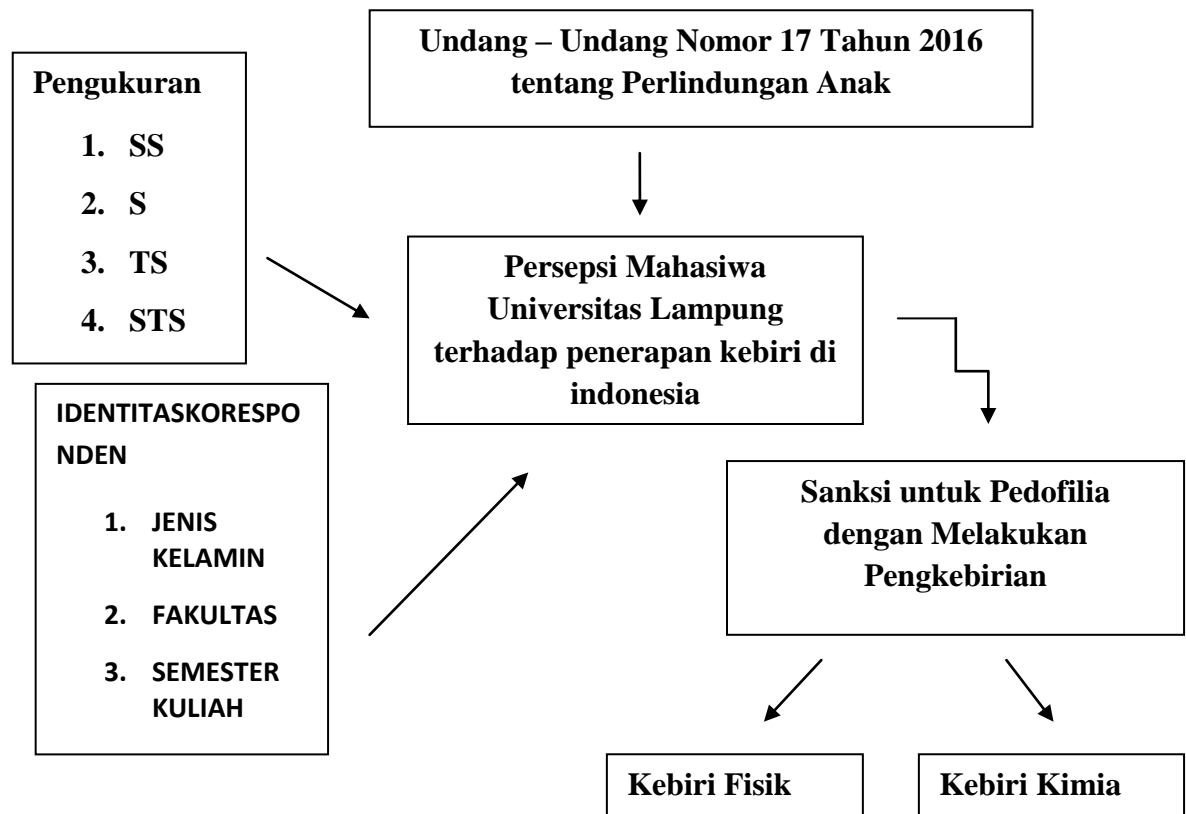 Undang – Undang Nomor 17 Tahun 2016
tentang Perlindungan Anak
Pengukuran
1. SS
2. S
3. TS
4. STS
Persepsi Mahasiwa
Universitas Lampung
terhadap penerapan kebiri di
indonesia
IDENTITASKORESPO
NDEN
1. JENIS
KELAMIN
2. FAKULTAS
3. SEMESTER
KULIAH
Sanksi untuk Pedofilia
dengan Melakukan
Pengkebirian
Kebiri Fisik
Kebiri Kimia